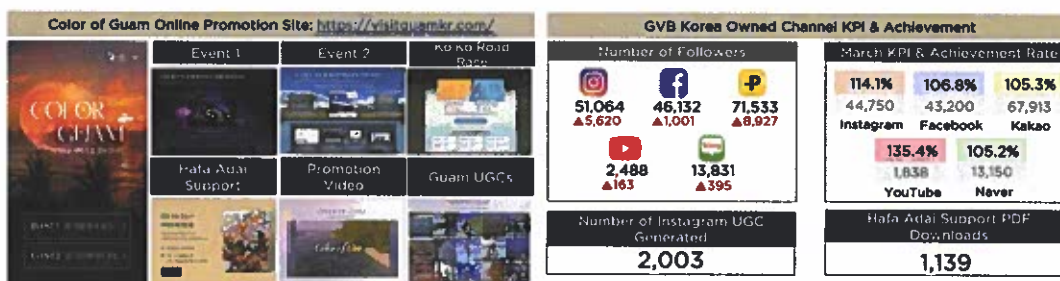 Color of Guam Online Promotion Site: https://visitguamkr.com/
Event 1
Event 2
Ko Ko Road
Race
COLOR
GUAM
Hafa Adai
Support
Promotion
Video
Guam UGCs
GVB Korea Owned Channel KPI & Achievement
Number of Followers
51,064
▲5,620
46,132
▲1,001
71,533
▲8,927
2,488
▲163
13,831
▲395
Number of Instagram UGC
Generated
2,003
March KPI & Achievement Rate
114.1%
106.8%
105.3%
44,750
43,200
67,913
Instagram
Facebook
Kakao
135.4%
105.2%
1,838
13,150
YouTube
Naver
Hafa Adai Support PDF
Downloads
1,139